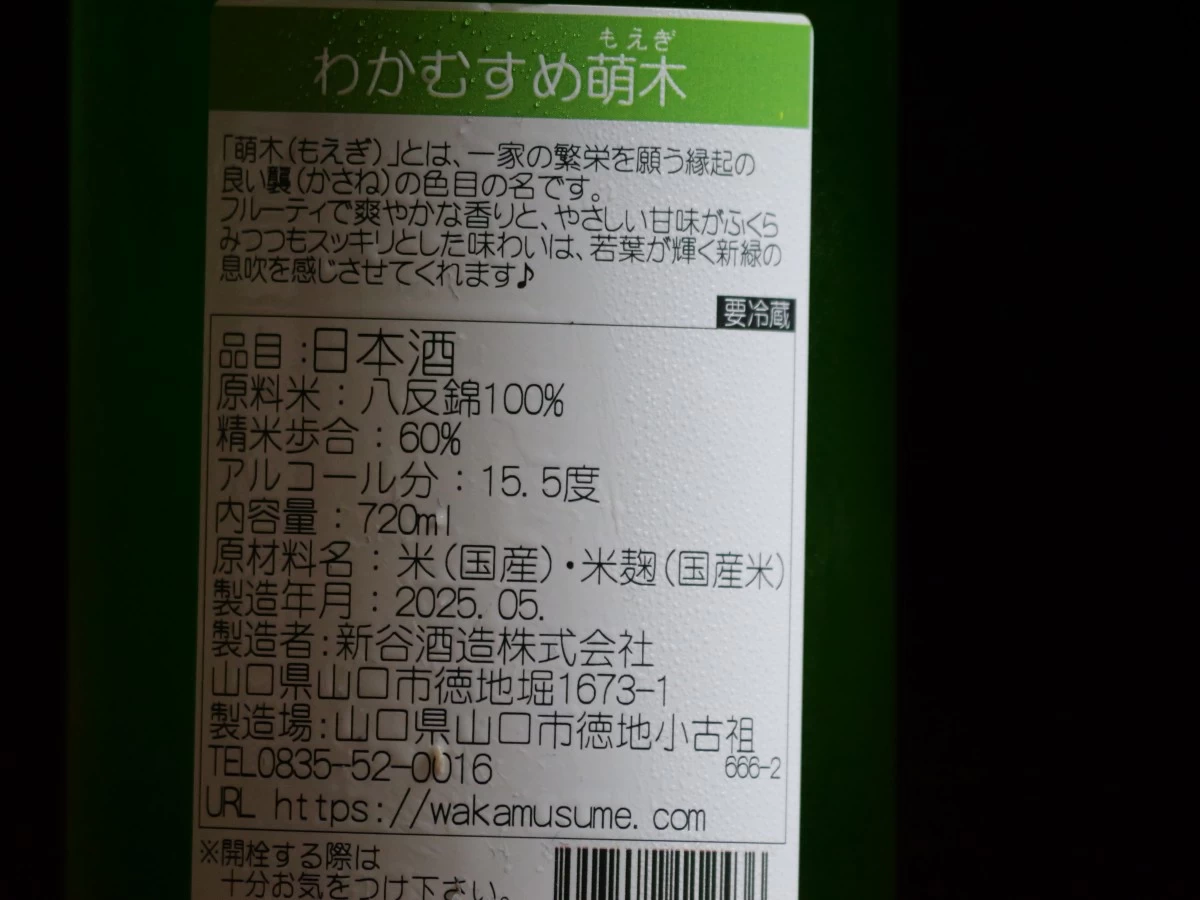 もえぎ
わかむすめ萌木
「萌木(もえぎ)」とは、一家の繁栄を願う縁起の
良い襲(かさね)の色目の名です。
フルーティで爽やかな香りと、やさしい甘味がふくら
みつつもスッキリとした味わいは、若葉が輝く新緑の
息吹を感じさせてくれます♪
要冷蔵
品目:日本酒
原料米:八反錦100%
精米歩合:60%
アルコール分:15.5度
内容量:720ml
原材料名:米(国産)・米麹(国産米)
製造年月:2025.05.
製造者:新谷酒造株式会社
山口県山口市徳地堀1673-1
製造場:山口県山口市徳地小古祖
666-2
TEL0835-52-0016
URL https://wakamusume.com
※開栓する際は
十分お気をつけ下さい。